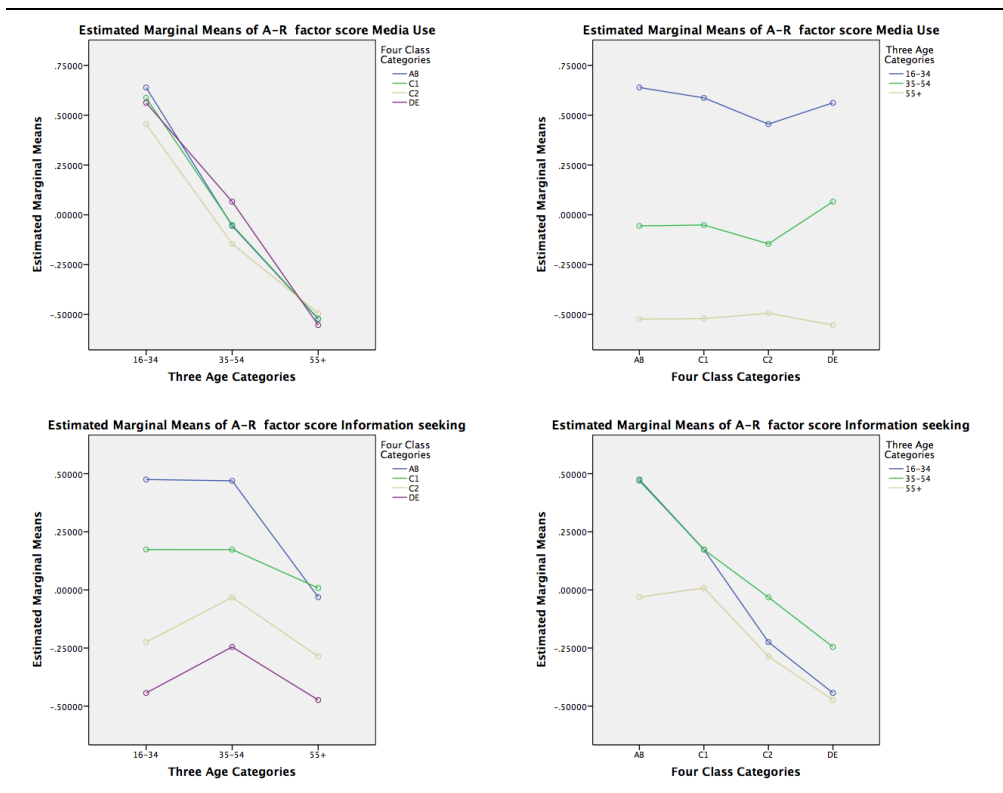 Estimated Marginal Means of A-R factor score Media Use
Four Class
Categories
AB
C1
C2
DE
.75000
.50000
.25000
.00000
-.25000
-.50000
Estimated Marginal Means
16-34
35-54
55+
Three Age Categories
Estimated Marginal Means of A-R factor score Media Use
Three Age
Categories
16-34
35-54
55+
.75000
.50000
.25000
.00000
-.25000
-.50000
Estimated Marginal Means
AB
C1
C2
DE
Four Class Categories
Estimated Marginal Means of A-R factor score Information seeking
Four Class
Categories
AB
C1
C2
DE
.50000
.25000
.00000
-.25000
-.50000
Estimated Marginal Means
16-34
35-54
55+
Three Age Categories
Estimated Marginal Means of A-R factor score Information seeking
Three Age
Categories
16-34
35-54
55+
.50000
.25000
.00000
-.25000
-.50000
Estimated Marginal Means
AB
C1
C2
DE
Four Class Categories